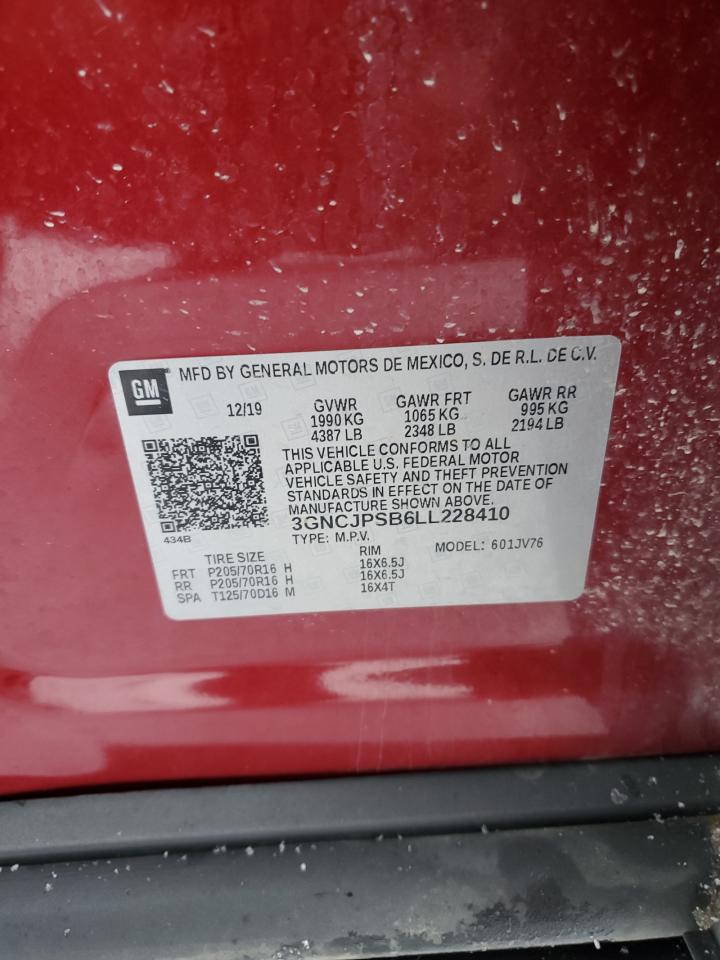 GM
MFD BY GENERAL MOTORS DE MEXICO, S. DE R.L. DE C.V.
12/19 GVWR GAWR FRT GAWR RR
1990 KG 1065 KG 995 KG
4387 LB 2348 LB 2194 LB
THIS VEHICLE CONFORMS TO ALL
APPLICABLE U.S. FEDERAL MOTOR
VEHICLE SAFETY AND THEFT PREVENTION
STANDARDS IN EFFECT ON THE DATE OF
MANUFACTURE SHOWN ABOVE.
3GNCJPSB6LL228410
434B
TYPE: M.P.V. MODEL: 601JV76
TIRE SIZE RIM
FRT P205/70R16 H 16X6.5J
RR P205/70R16 H 16X6.5J
SPA T125/70D16 M 16X4T